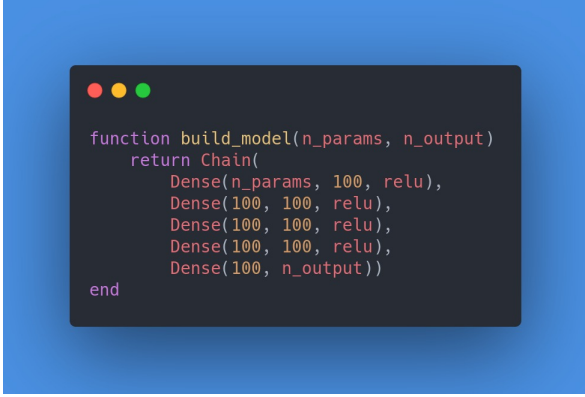 function build_model(n_params, n_output)
    return Chain(
        Dense(n_params, 100, relu),
        Dense(100, 100, relu),
        Dense(100, 100, relu),
        Dense(100, 100, relu),
        Dense(100, n_output))
end